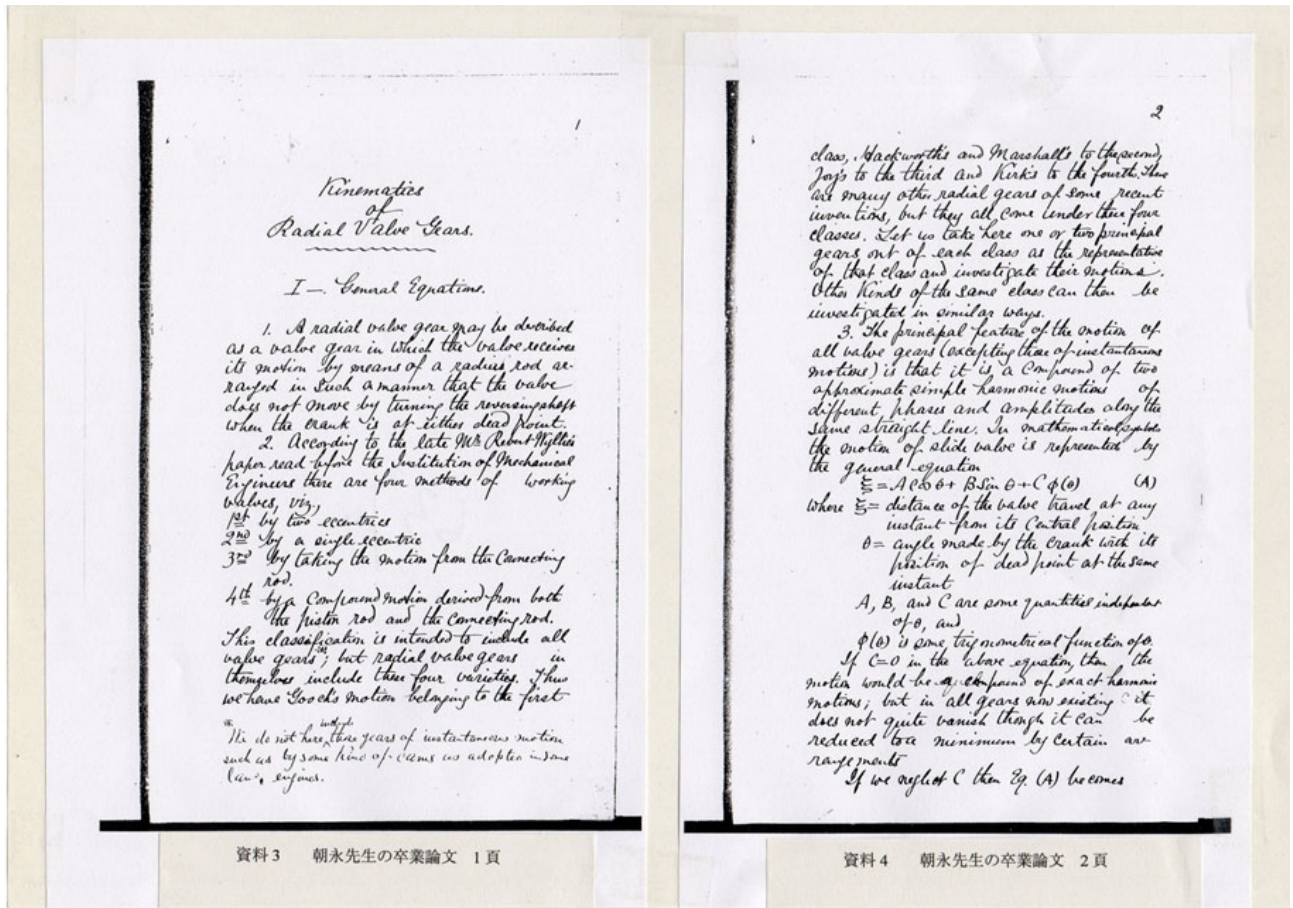 1
Kinematics
of
Radial Valve Gears.
I —. General Equations.
1. A radial valve gear may be described
as a valve gear in which the valve receives
its motion by means of a radius rod ar-
ranged in such a manner that the valve
does not move by turning the reversing shaft
when the crank is at either dead point.
2. According to the late Mr. Robert Wyllie's
paper read before the Institution of Mechanical
Engineers there are four methods of working
valves, viz,
1st by two eccentrics
2nd by a single eccentric
3rd by taking the motion from the connecting
rod.
4th by a compound motion derived from both
the piston rod and the connecting rod.
This classification is intended to include all
valve gears; but radial valve gears in
themselves include these four varieties. Thus
we have Gooch's motion belonging to the first
We do not here include those gears of instantaneous motion
such as by some kind of cams as adopted in some
engines.
資料3 朝永先生の卒業論文 1頁
2
class, Hackworth's and Marshall's to the second,
Joy's to the third and Kirk's to the fourth. There
are many other radial gears of some recent
inventions, but they all come under these four
classes. Let us take here one or two principal
gears out of each class as the representative
of that class and investigate their motions.
Other kinds of the same class can then be
investigated in similar ways.
3. The principal feature of the motion of
all valve gears (excepting those of instantaneous
motions) is that it is a compound of two
approximate simple harmonic motions of
different phases and amplitudes along the
same straight line. In mathematical symbols
the motion of slide valve is represented by
the general equation
ξ = A cos θ + B sin θ + C φ(θ) (A)
where ξ = distance of the valve travel at any
instant from its central position
θ = angle made by the crank with its
position of dead point at the same
instant
A, B, and C are some quantities independent
of θ, and
φ(θ) is some trigonometrical function of θ.
If C=0 in the above equation, then the
motion would be a compound of exact harmonic
motions; but in all gears now existing it
does not quite vanish though it can be
reduced to a minimum by certain ar-
rangements
If we neglect C then Eq. (A) becomes
資料4 朝永先生の卒業論文 2頁